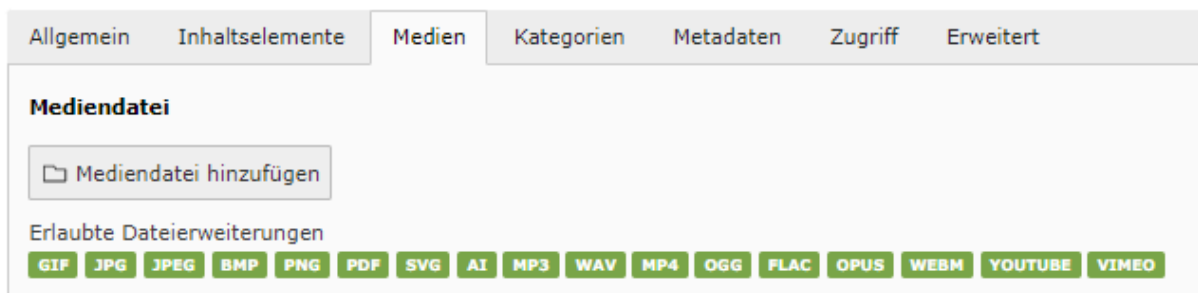 Allgemein Inhaltselemente Medien Kategorien Metadaten Zugriff Erweitert
Mediendatei
Mediendatei hinzufügen
Erlaubte Dateierweiterungen
GIF JPG JPEG BMP PNG PDF SVG AI MP3 WAV MP4 OGG FLAC OPUS WEBM YOUTUBE VIMEO